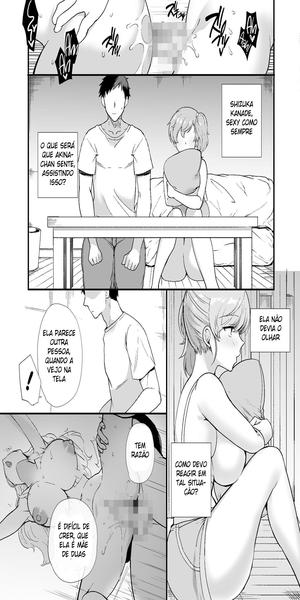 SHIZUKA
KANADE,
SEXY COMO
SEMPRE
O QUE SERÁ
QUE AKINA-
CHAN SENTE,
ASSISTINDO
ISSO?
ELA NÃO
DEVIA O
OLHAR
ELA PARECE
OUTRA
PESSOA,
QUANDO A
VEJO NA
TELA
!
COMO DEVO
REAGIR EM
TAL SITUA-
ÇÃO?
TEM
RAZÃO
É DIFÍCIL DE
CRER, QUE
ELA É MÃE
DE DUAS